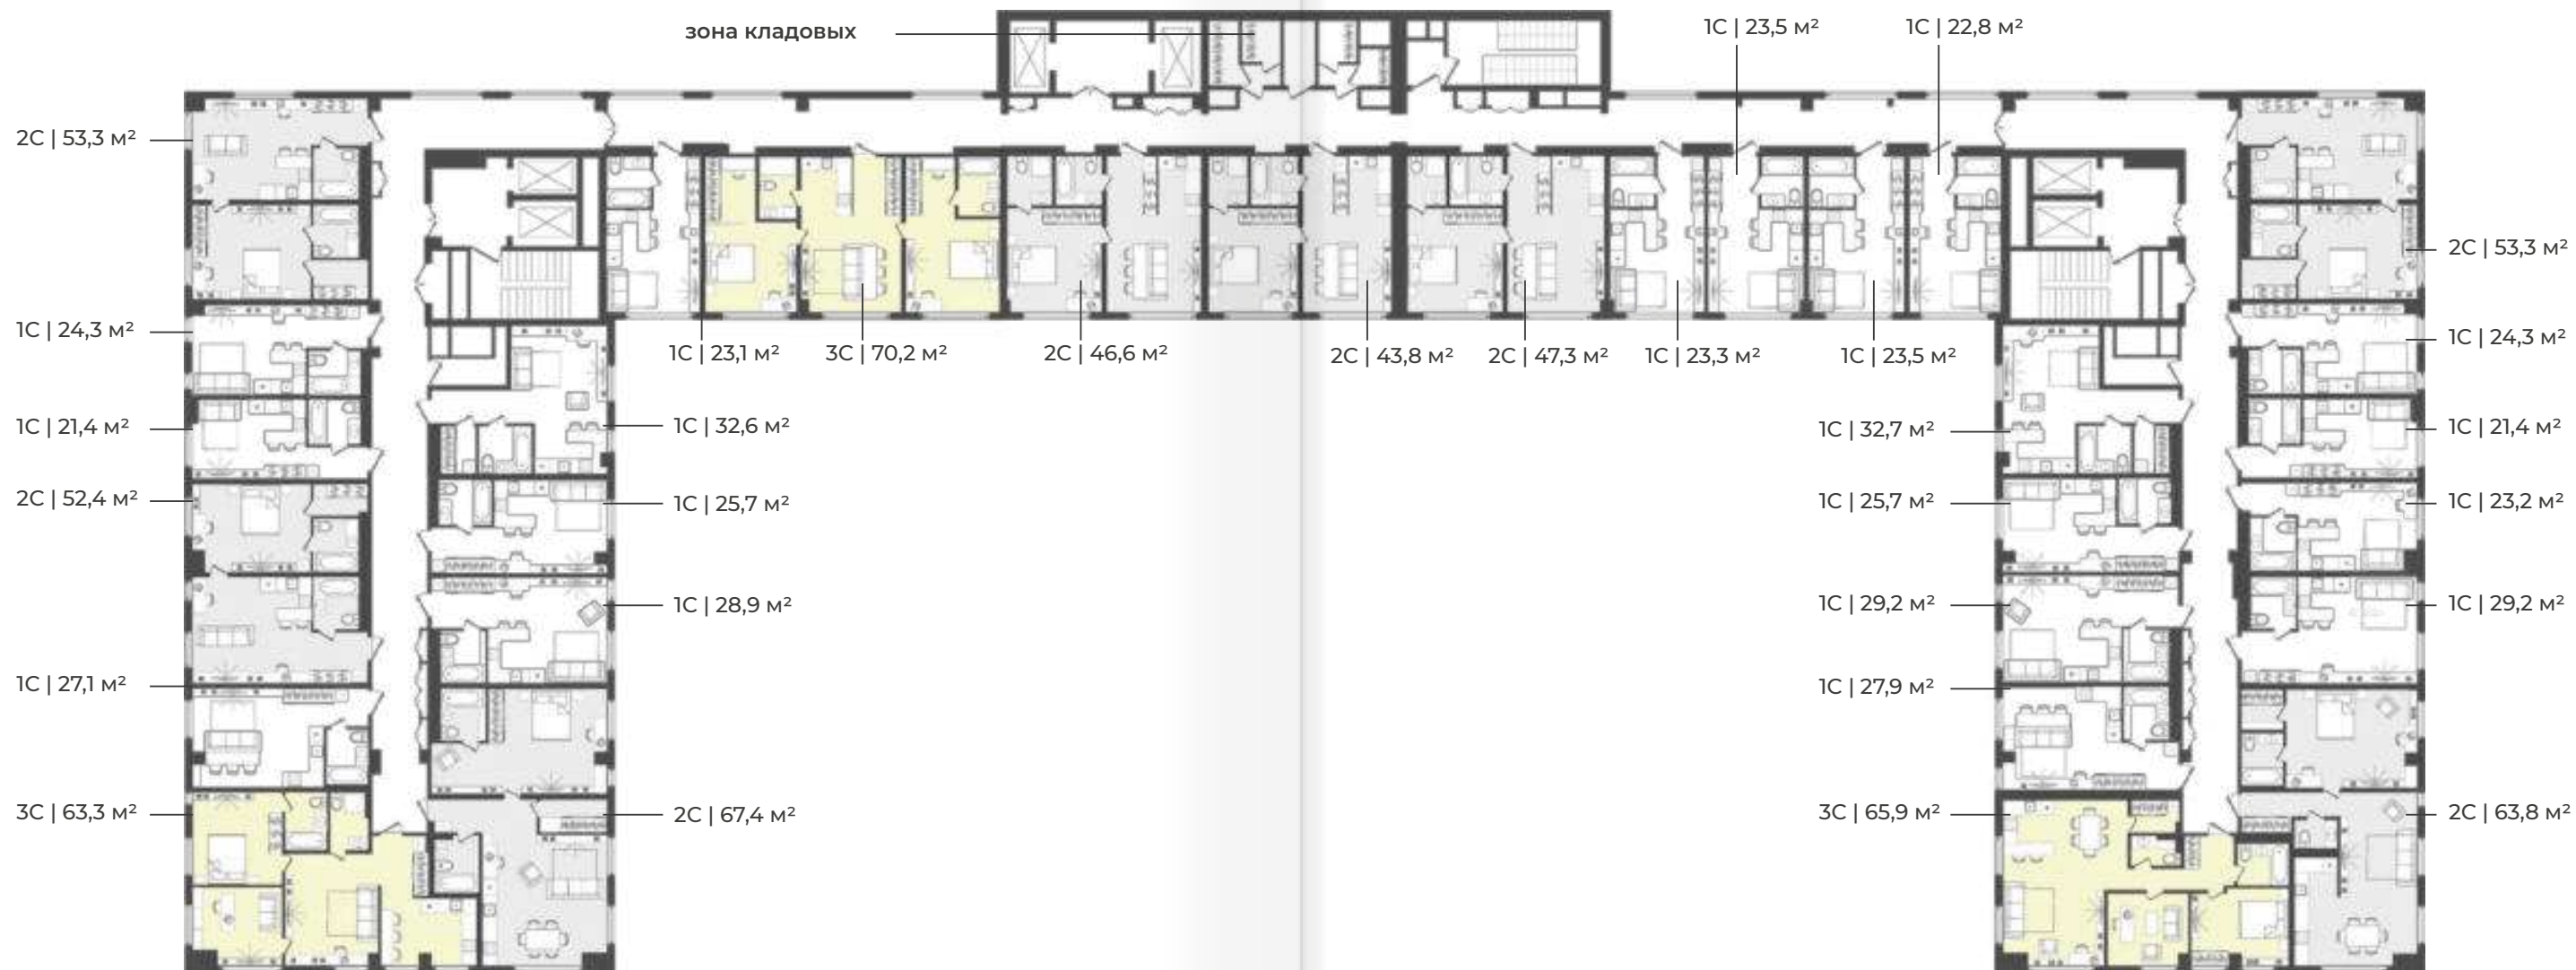 зона кладовых
1С | 23,5 м²
1С | 22,8 м²
2С | 53,3 м²
1С | 24,3 м²
1С | 21,4 м²
2С | 52,4 м²
1С | 27,1 м²
3С | 63,3 м²
1С | 23,1 м²
3С | 70,2 м²
2С | 46,6 м²
2С | 43,8 м²
2С | 47,3 м²
1С | 23,3 м²
1С | 23,5 м²
1С | 32,6 м²
1С | 25,7 м²
1С | 28,9 м²
2С | 67,4 м²
1С | 32,7 м²
1С | 25,7 м²
1С | 29,2 м²
1С | 27,9 м²
3С | 65,9 м²
2С | 53,3 м²
1С | 24,3 м²
1С | 21,4 м²
1С | 23,2 м²
1С | 29,2 м²
2С | 63,8 м²